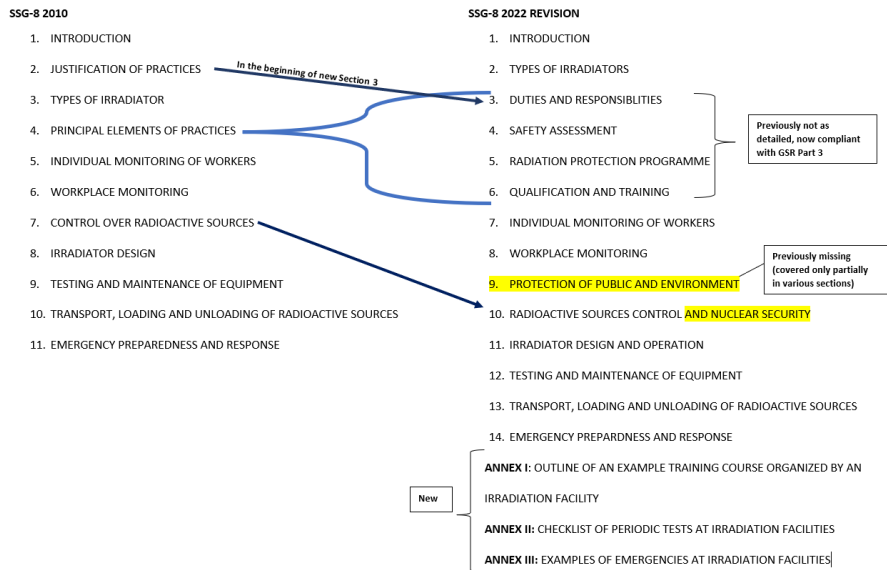 SSG-8 2010
1. INTRODUCTION
2. JUSTIFICATION OF PRACTICES
3. TYPES OF IRRADIATOR
4. PRINCIPAL ELEMENTS OF PRACTICES
5. INDIVIDUAL MONITORING OF WORKERS
6. WORKPLACE MONITORING
7. CONTROL OVER RADIOACTIVE SOURCES
8. IRRADIATOR DESIGN
9. TESTING AND MAINTENANCE OF EQUIPMENT
10. TRANSPORT, LOADING AND UNLOADING OF RADIOACTIVE SOURCES
11. EMERGENCY PREPAREDNESS AND RESPONSE
In the beginning of new Section 3
SSG-8 2022 REVISION
1. INTRODUCTION
2. TYPES OF IRRADIATORS
3. DUTIES AND RESPONSIBLITIES
4. SAFETY ASSESSMENT
5. RADIATION PROTECTION PROGRAMME
6. QUALIFICATION AND TRAINING
7. INDIVIDUAL MONITORING OF WORKERS
8. WORKPLACE MONITORING
9. PROTECTION OF PUBLIC AND ENVIRONMENT
10. RADIOACTIVE SOURCES CONTROL AND NUCLEAR SECURITY
11. IRRADIATOR DESIGN AND OPERATION
12. TESTING AND MAINTENANCE OF EQUIPMENT
13. TRANSPORT, LOADING AND UNLOADING OF RADIOACTIVE SOURCES
14. EMERGENCY PREPARDNESS AND RESPONSE
ANNEX I: OUTLINE OF AN EXAMPLE TRAINING COURSE ORGANIZED BY AN
IRRADIATION FACILITY
ANNEX II: CHECKLIST OF PERIODIC TESTS AT IRRADIATION FACILITIES
ANNEX III: EXAMPLES OF EMERGENCIES AT IRRADIATION FACILITIES
Previously not as
detailed, now compliant
with GSR Part 3
Previously missing
(covered only partially
in various sections)
New